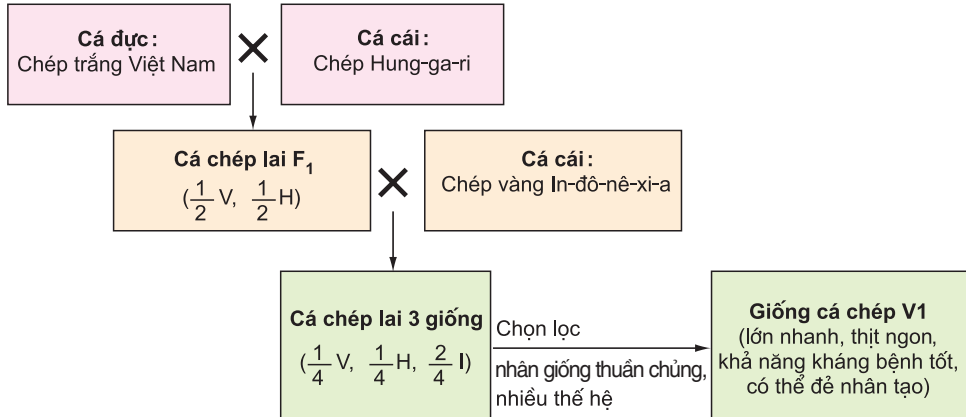 Cá đực:
Chép trắng Việt Nam
Cá cái:
Chép Hung-ga-ri
Cá chép lai F₁
(1/2 V, 1/2 H)
Cá cái:
Chép vàng In-đô-nê-xi-a
Cá chép lai 3 giống
(1/4 V, 1/4 H, 2/4 I)
Chọn lọc
nhân giống thuần chủng,
nhiều thế hệ
Giống cá chép V1
(lớn nhanh, thịt ngon,
khả năng kháng bệnh tốt,
có thể đẻ nhân tạo)